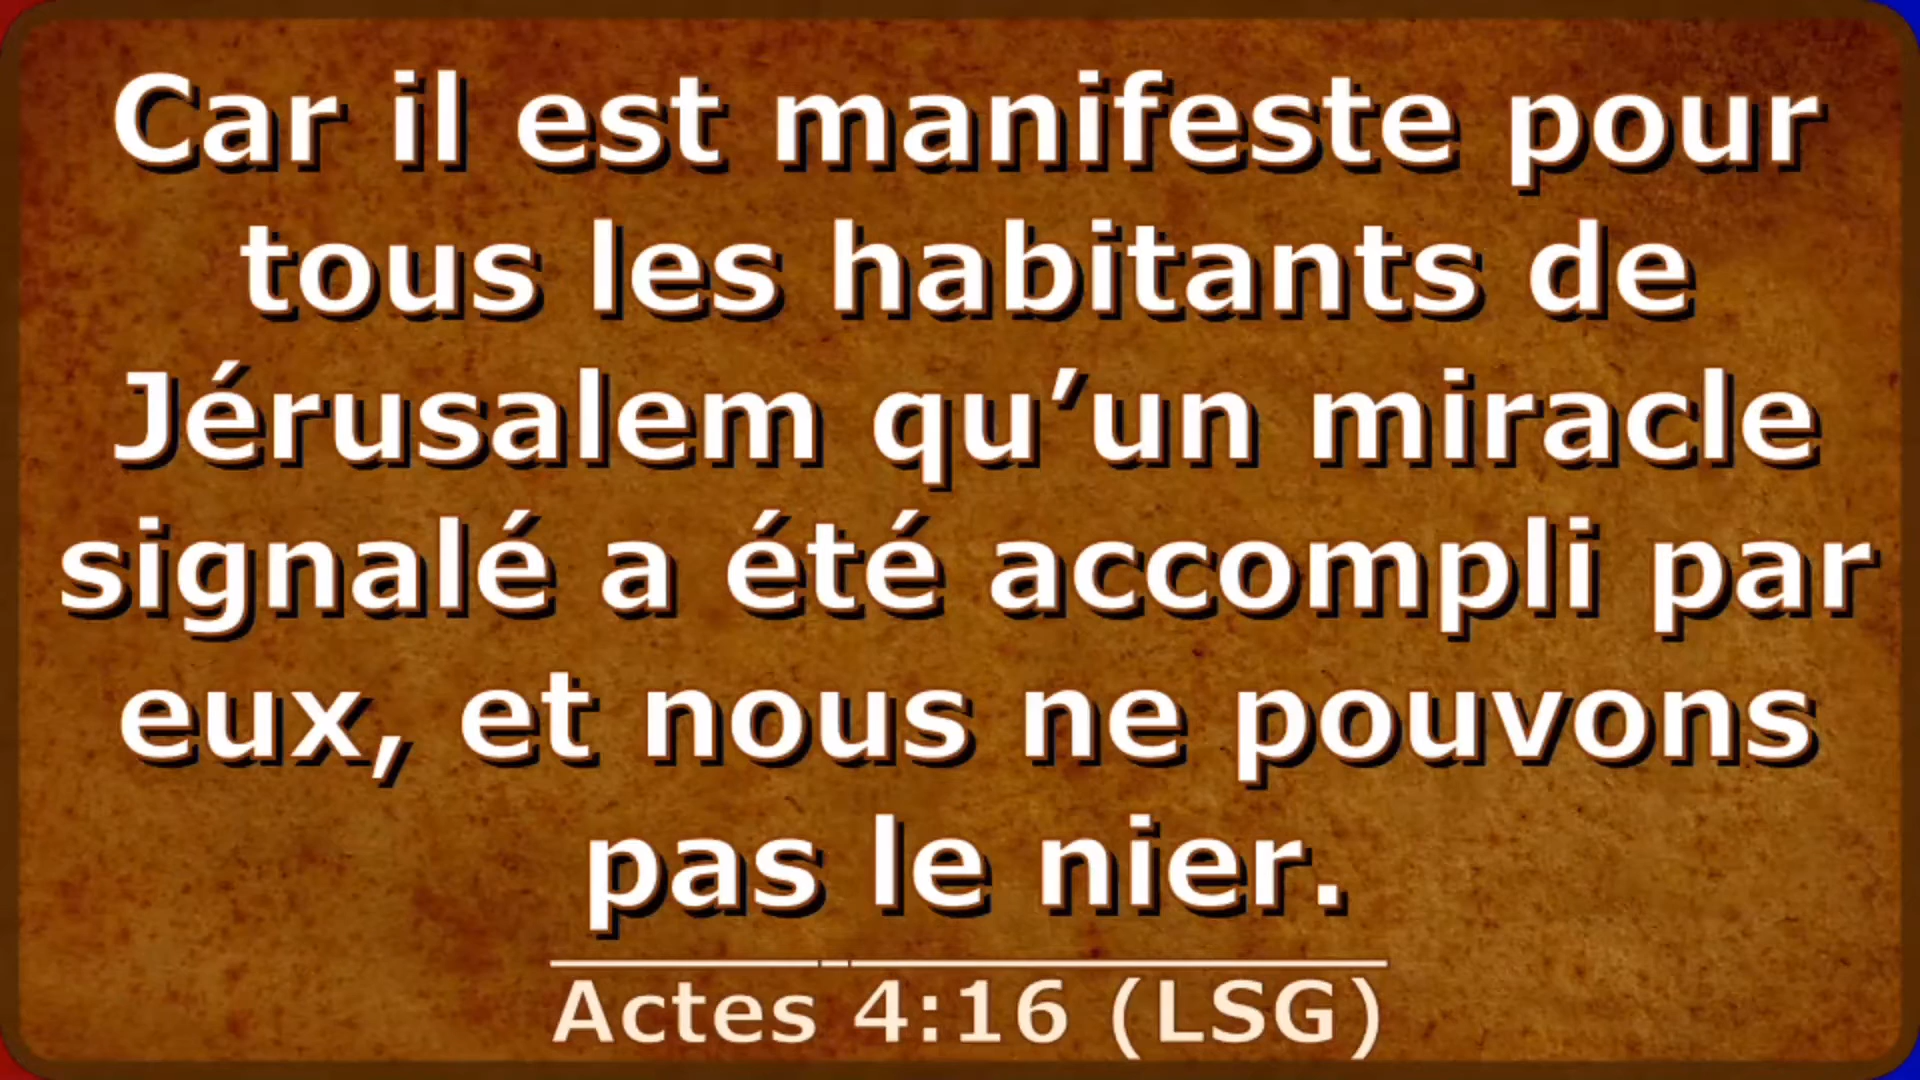 Car il est manifeste pour
tous les habitants de
Jérusalem qu’un miracle
signalé a été accompli par
eux, et nous ne pouvons
pas le nier.
Actes 4:16 (LSG)